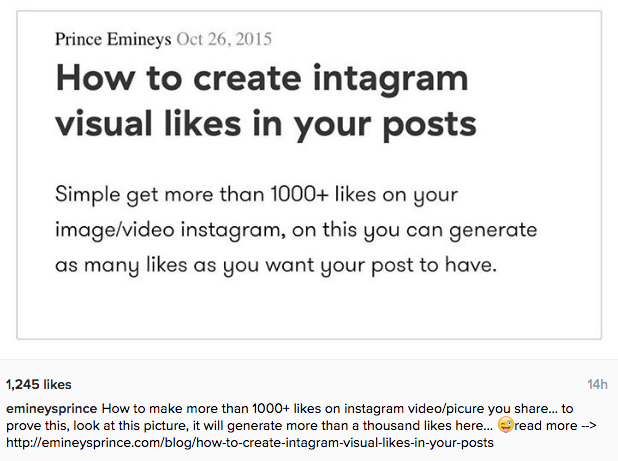 Prince Emineys Oct 26, 2015
How to create intagram
visual likes in your posts
Simple get more than 1000+ likes on your
image/video instagram, on this you can generate
as many likes as you want your post to have.
1,245 likes 14h
emineysprince How to make more than 1000+ likes on instagram video/picure you share... to
prove this, look at this picture, it will generate more than a thousand likes here... 😜read more -->
http://emineysprince.com/blog/how-to-create-intagram-visual-likes-in-your-posts